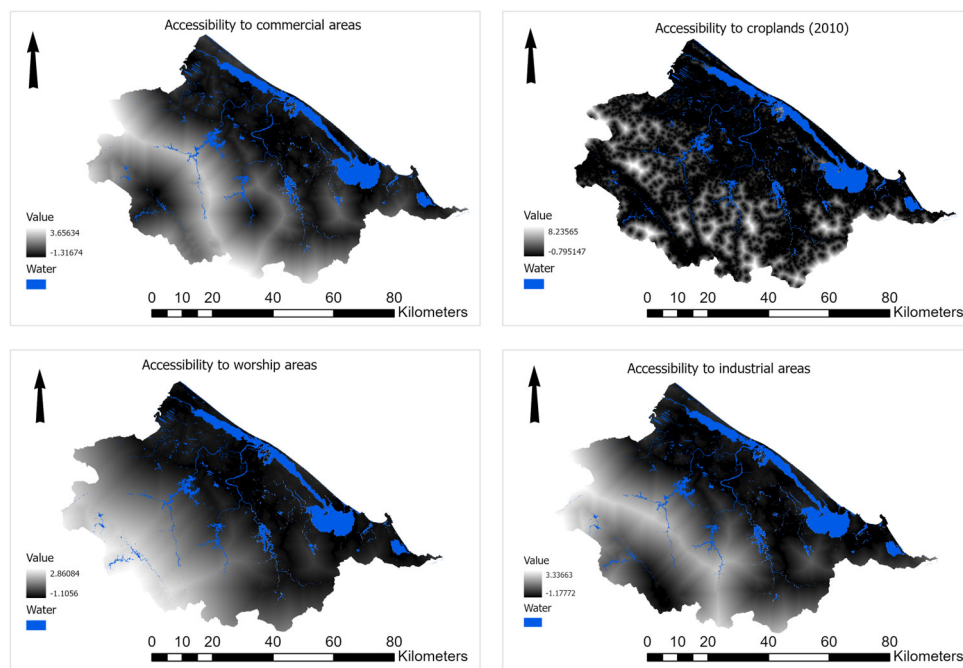 Accessibility to commercial areas
Value
3.65634
-1.31674
Water
0 10 20 40 60 80
Kilometers
Accessibility to croplands (2010)
Value
8.23565
-0.795147
Water
0 10 20 40 60 80
Kilometers
Accessibility to worship areas
Value
2.86084
-1.1056
Water
0 10 20 40 60 80
Kilometers
Accessibility to industrial areas
Value
3.33663
-1.17772
Water
0 10 20 40 60 80
Kilometers